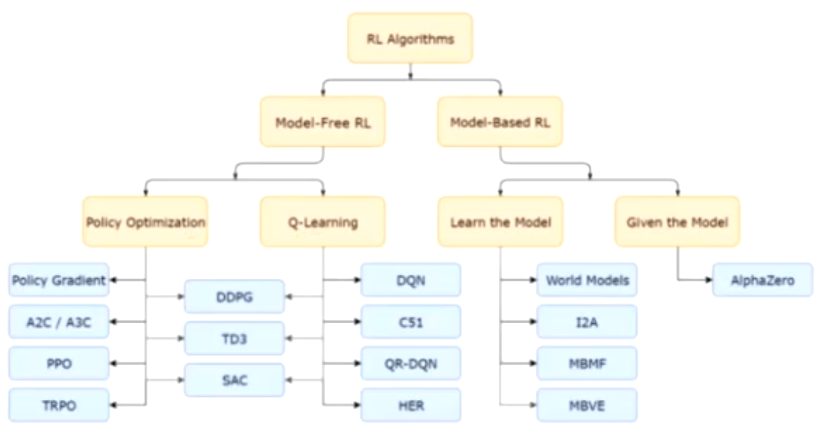 RL Algorithms
Model-Free RL
Model-Based RL
Policy Optimization
Q-Learning
Learn the Model
Given the Model
Policy Gradient
DDPG
DQN
World Models
AlphaZero
A2C / A3C
TD3
C51
I2A
PPO
SAC
QR-DQN
MBMF
TRPO
HER
MBVE